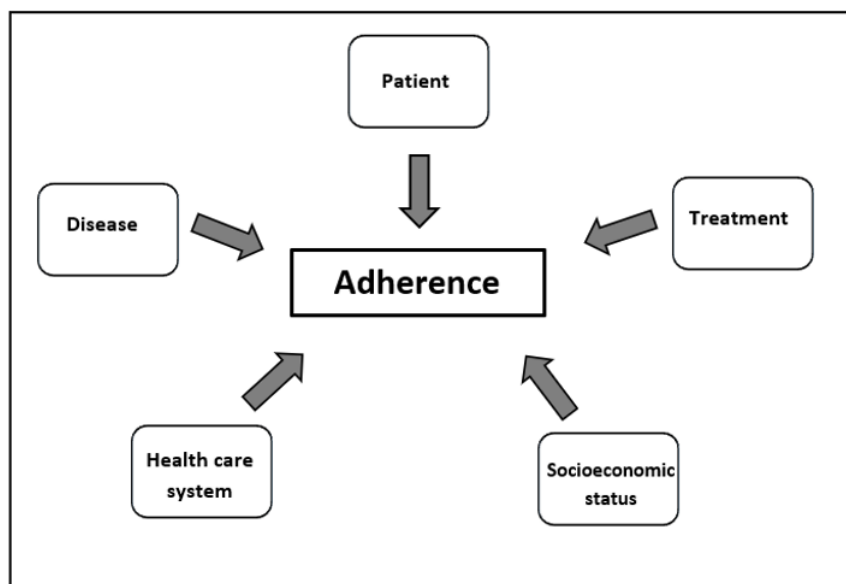 Patient
Disease
Treatment
Adherence
Health care
system
Socioeconomic
status